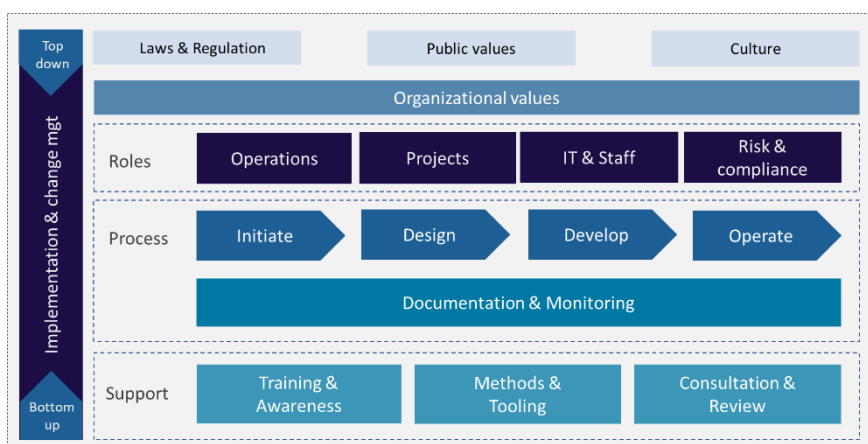 Top
down
Implementation & change mgt
Bottom
up
Laws & Regulation
Public values
Culture
Organizational values
Roles
Operations
Projects
IT & Staff
Risk &
compliance
Process
Initiate
Design
Develop
Operate
Documentation & Monitoring
Support
Training &
Awareness
Methods &
Tooling
Consultation &
Review